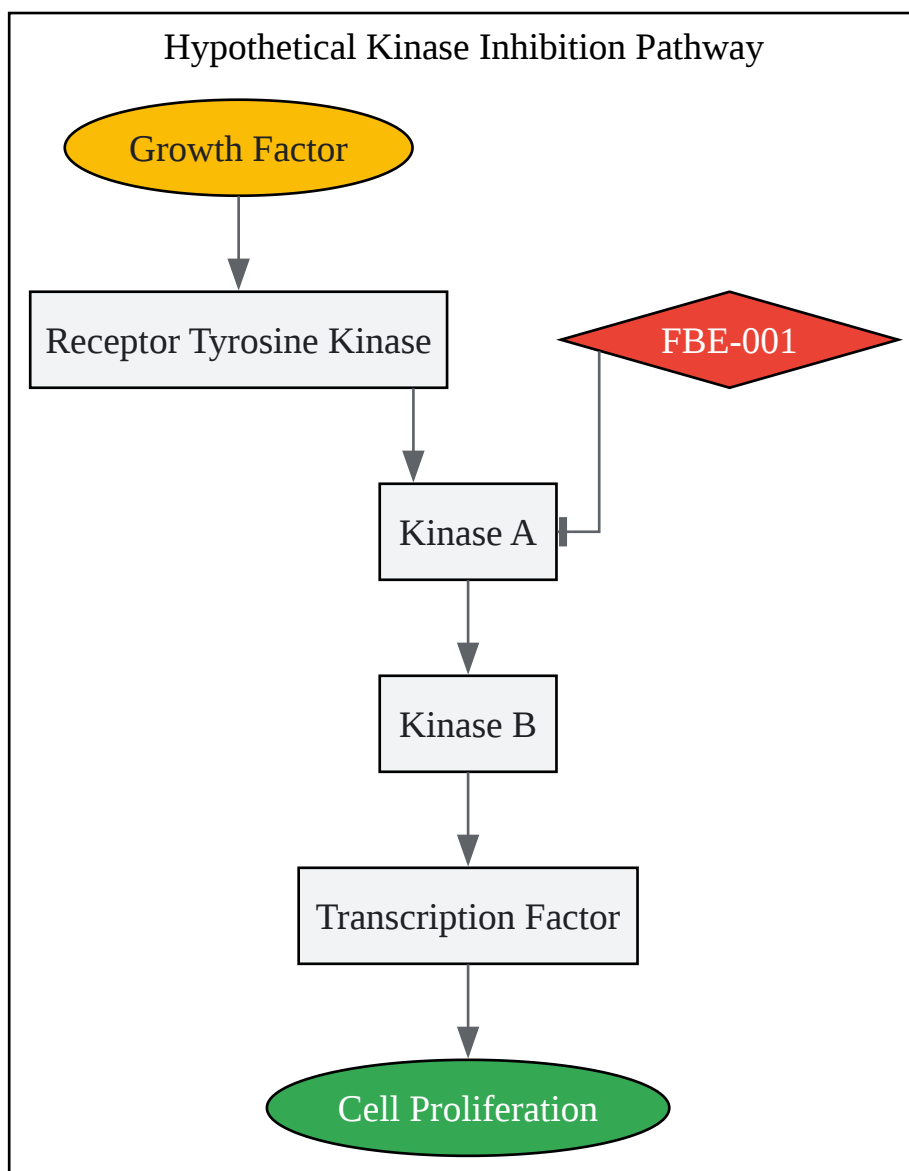 Hypothetical Kinase Inhibition Pathway
Growth Factor
Receptor Tyrosine Kinase
FBE-001
Kinase A
Kinase B
Transcription Factor
Cell Proliferation